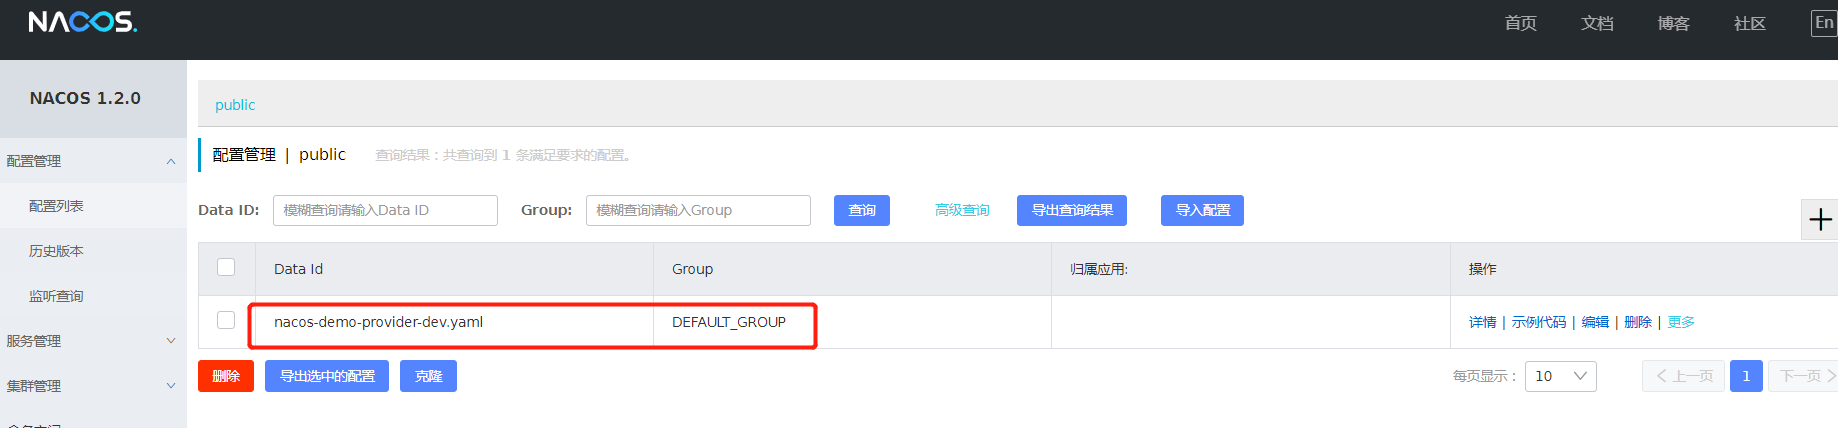 NACOS.
首页 文档 博客 社区 En
NACOS 1.2.0
public
配置管理
配置管理 | public 查询结果：共查询到 1 条满足要求的配置。
配置列表
Data ID: 模糊查询请输入Data ID Group: 模糊查询请输入Group 查询 高级查询 导出查询结果 导入配置
历史版本
Data Id Group 归属应用: 操作
监听查询
nacos-demo-provider-dev.yaml DEFAULT_GROUP 详情 | 示例代码 | 编辑 | 删除 | 更多
服务管理
删除 导出选中的配置 克隆 每页显示： 10 上一页 1 下一页
集群管理